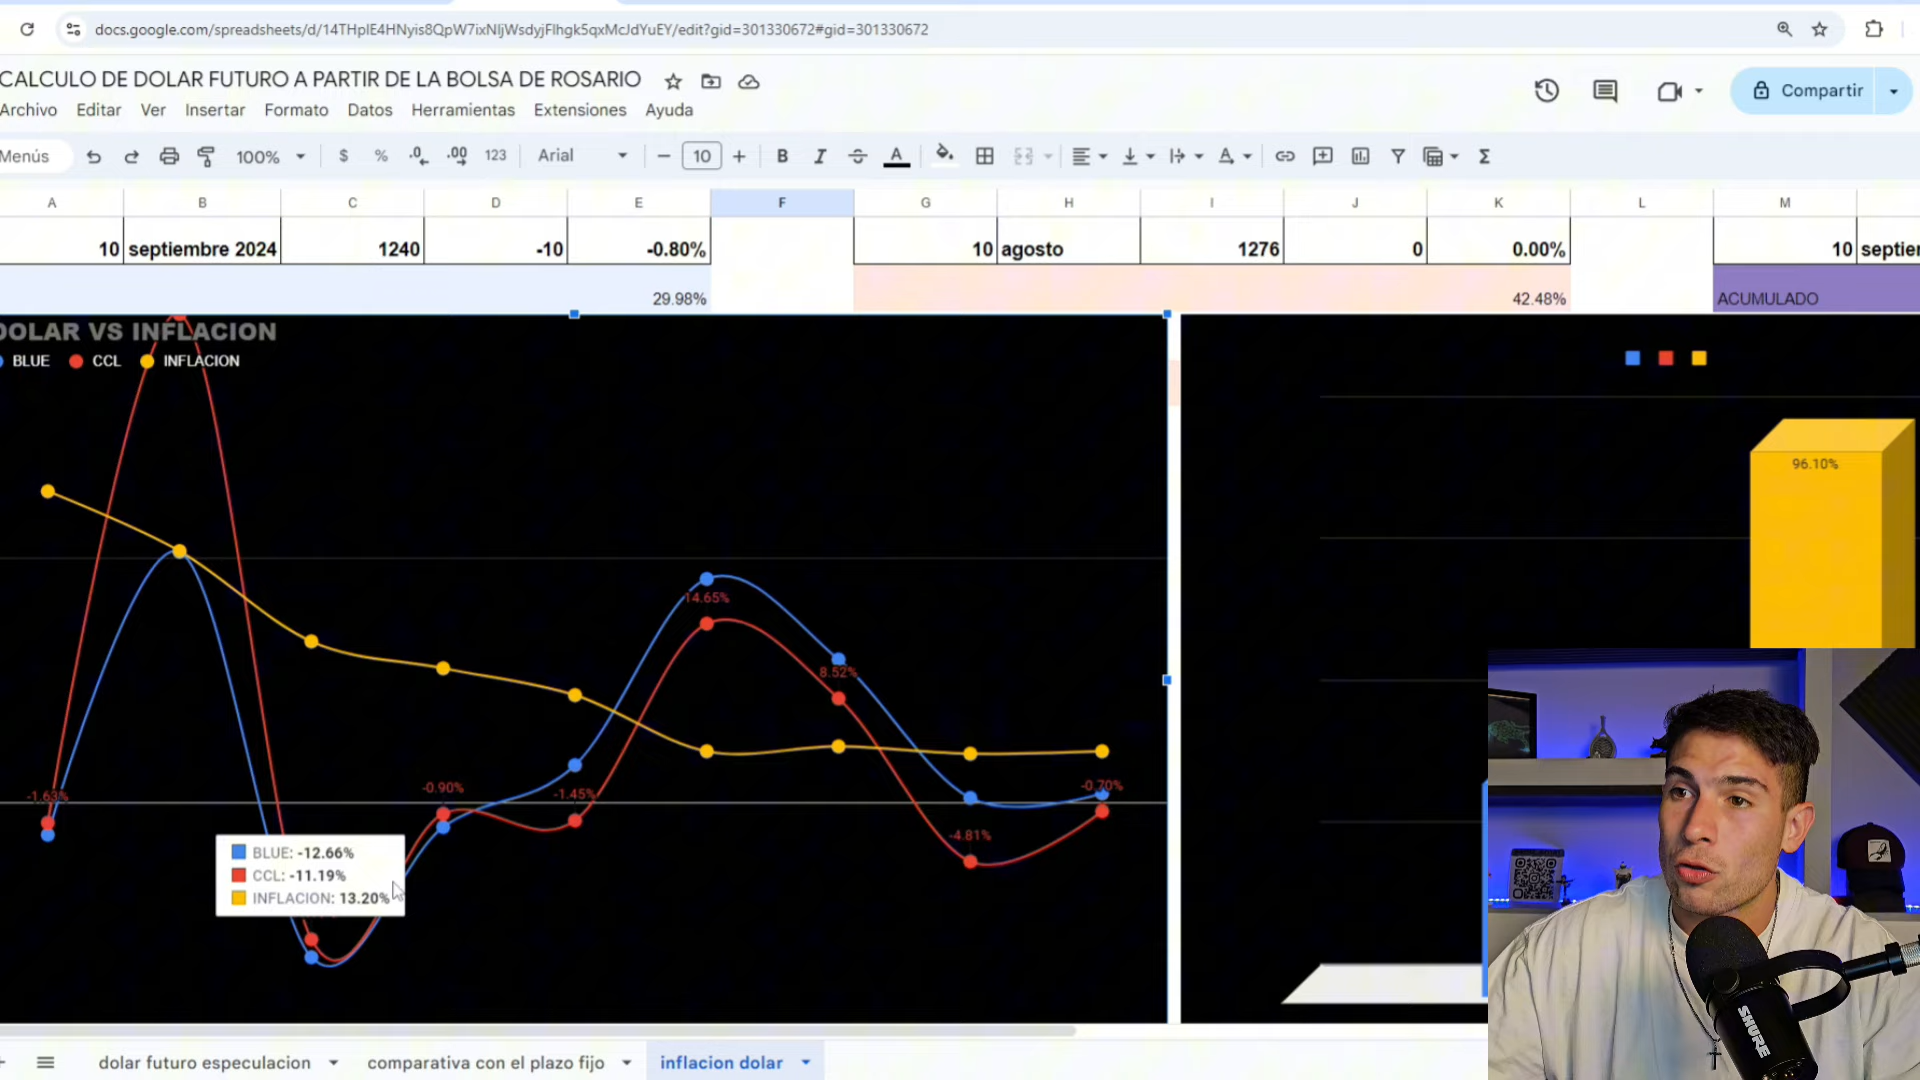 docs.google.com/spreadsheets/d/14THpIE4HNyis8QpW7ixNIjWsdyjFlhgk5qxMcJdYuEY/edit?gid=301330672#gid=301330672
CALCULO DE DOLAR FUTURO A PARTIR DE LA BOLSA DE ROSARIO
Compartir
Archivo Editar Ver Insertar Formato Datos Herramientas Extensiones Ayuda
Menús 100% $ % .0 .00 123 Arial 10 B I A A Σ
A B C D E F G H I J K L M
10 septiembre 2024 1240 -10 -0.80% 10 agosto 1276 0 0.00% 10
29.98% 42.48% ACUMULADO
DOLAR VS INFLACION
BLUE CCL INFLACION
96.10%
14.65%
8.52%
-0.90%
-1.63%
-1.45%
-0.70%
-4.81%
BLUE: -12.66%
CCL: -11.19%
INFLACION: 13.20%
SHURE
dolar futuro especulacion comparativa con el plazo fijo inflacion dolar